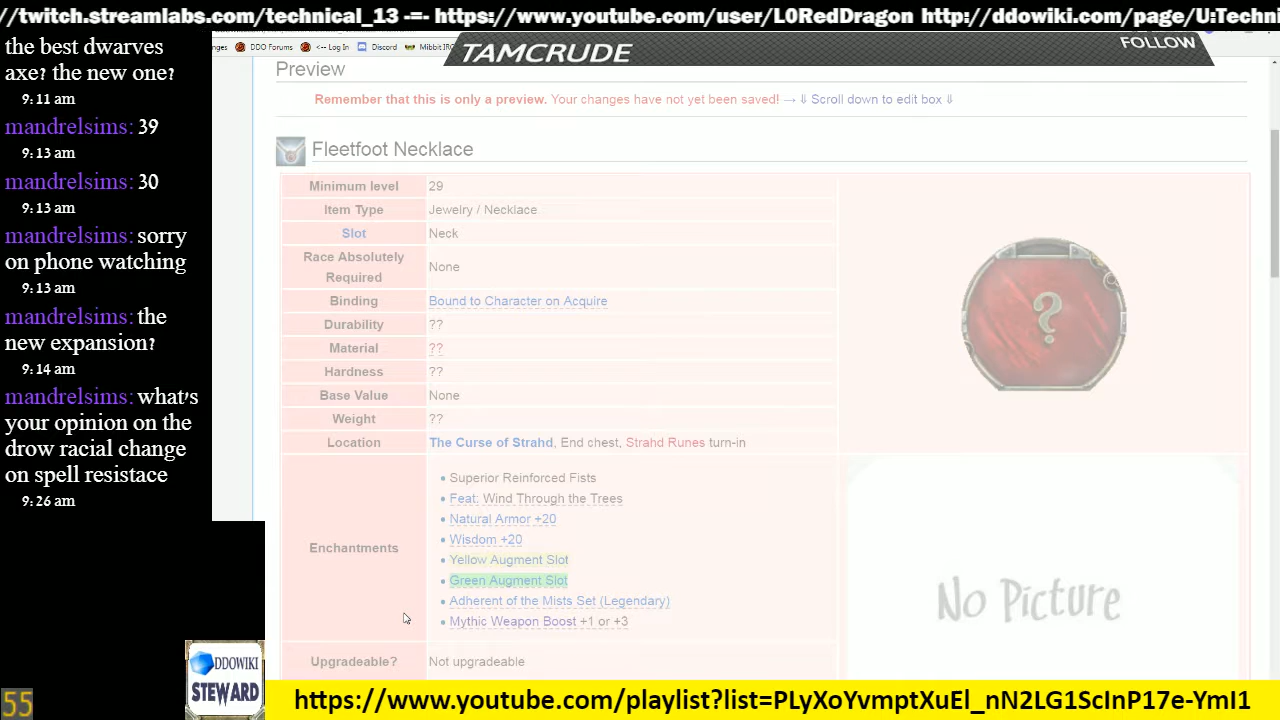 //twitch.streamlabs.com/technical_13 -=- https://www.youtube.com/user/L0RedDragon http://ddowiki.com/page/U:Techni
the best dwarves
axe? the new one?
9:11 am
mandrelsims: 39
9:13 am
mandrelsims: 30
9:13 am
mandrelsims: sorry
on phone watching
9:13 am
mandrelsims: the
new expansion?
9:14 am
mandrelsims: what's
your opinion on the
drow racial change
on spell resistace
9:26 am
nges DDO Forums <-- Log In Discord Mibbit IRC
TAMCRUDE
FOLLOW
Preview
Remember that this is only a preview. Your changes have not yet been saved! → ⇓ Scroll down to edit box ⇓
Fleetfoot Necklace
Minimum level 29
Item Type Jewelry / Necklace
Slot Neck
Race Absolutely
Required None
Binding Bound to Character on Acquire
Durability ??
Material ??
Hardness ??
Base Value None
Weight ??
Location The Curse of Strahd, End chest, Strahd Runes turn-in
Enchantments
Superior Reinforced Fists
Feat: Wind Through the Trees
Natural Armor +20
Wisdom +20
Yellow Augment Slot
Green Augment Slot
Adherent of the Mists Set (Legendary)
Mythic Weapon Boost +1 or +3
Upgradeable? Not upgradeable
?
No Picture
DDOWIKI
STEWARD
55
https://www.youtube.com/playlist?list=PLyXoYvmptXuEl_nN2LG1ScInP17e-YmI1